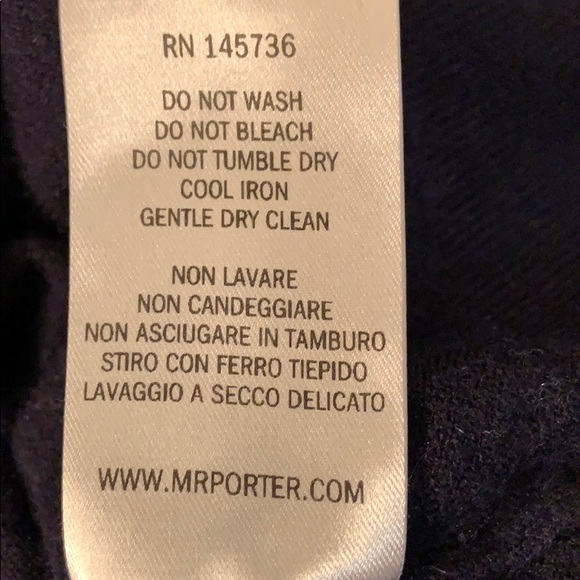 RN 145736
DO NOT WASH
DO NOT BLEACH
DO NOT TUMBLE DRY
COOL IRON
GENTLE DRY CLEAN
NON LAVARE
NON CANDEGGIARE
NON ASCIUGARE IN TAMBURO
STIRO CON FERRO TIEPIDO
LAVAGGIO A SECCO DELICATO
WWW.MRPORTER.COM